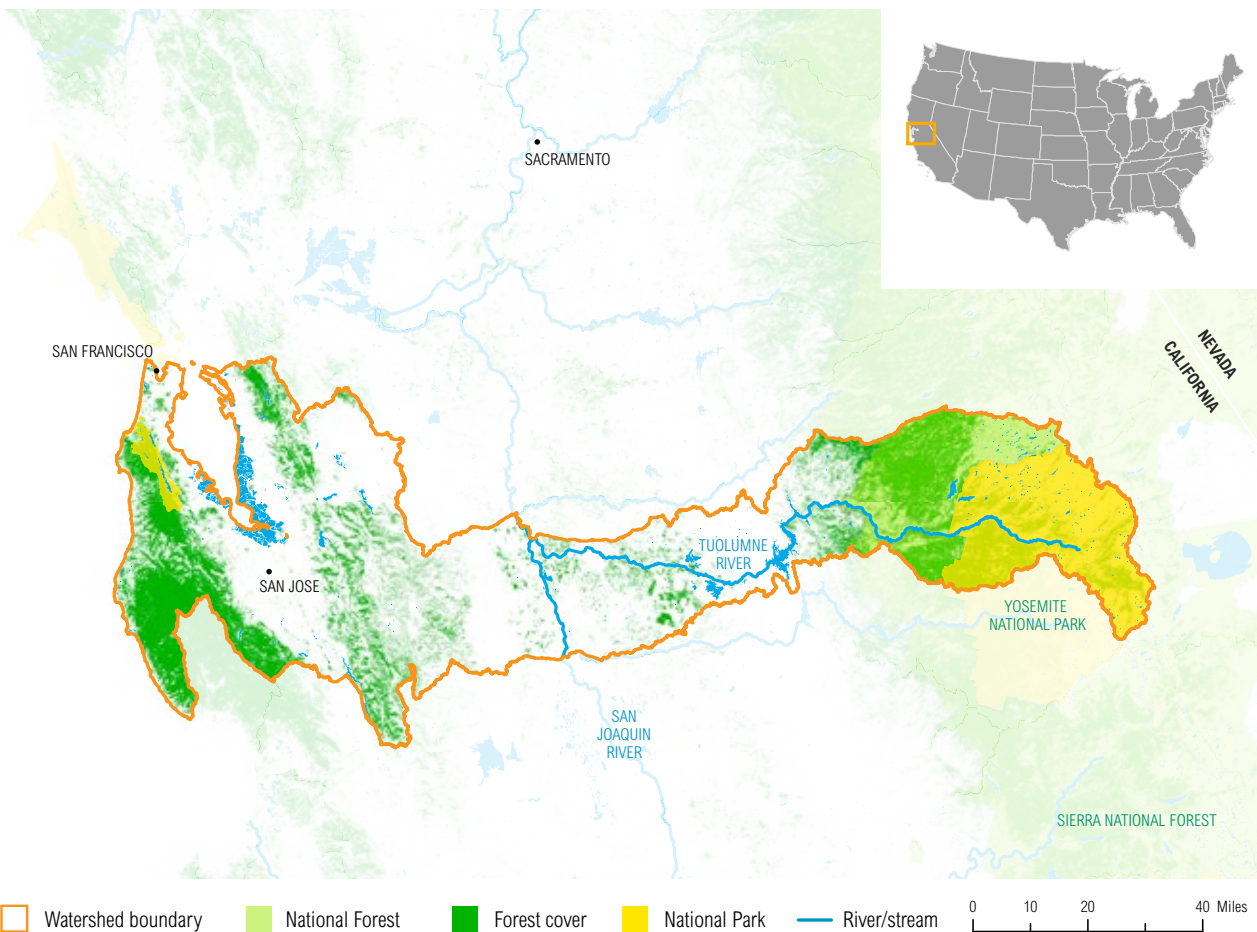 SACRAMENTO
NEVADA
CALIFORNIA
SAN FRANCISCO
TUOLUMNE
RIVER
SAN JOSE
YOSEMITE
NATIONAL PARK
SAN
JOAQUIN
RIVER
SIERRA NATIONAL FOREST
Watershed boundary
National Forest
Forest cover
National Park
River/stream
0 10 20 40 Miles